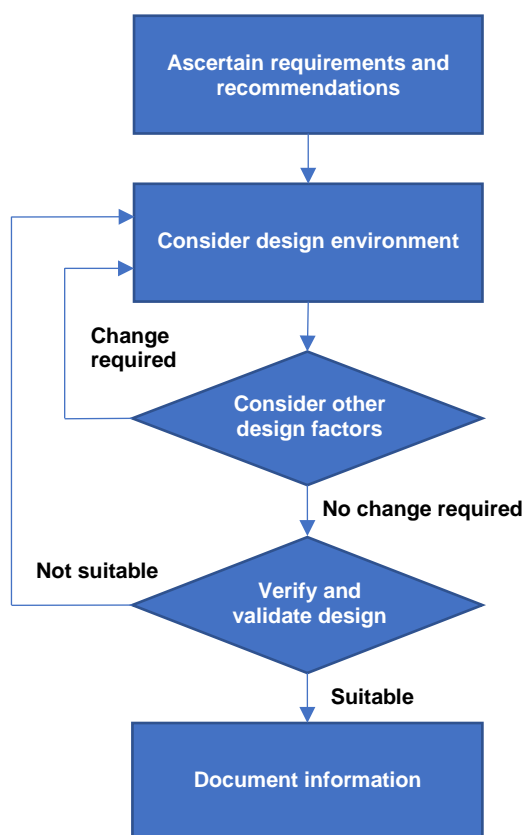 Ascertain requirements and
recommendations
Consider design environment
Change
required
Consider other
design factors
No change required
Not suitable
Verify and
validate design
Suitable
Document information